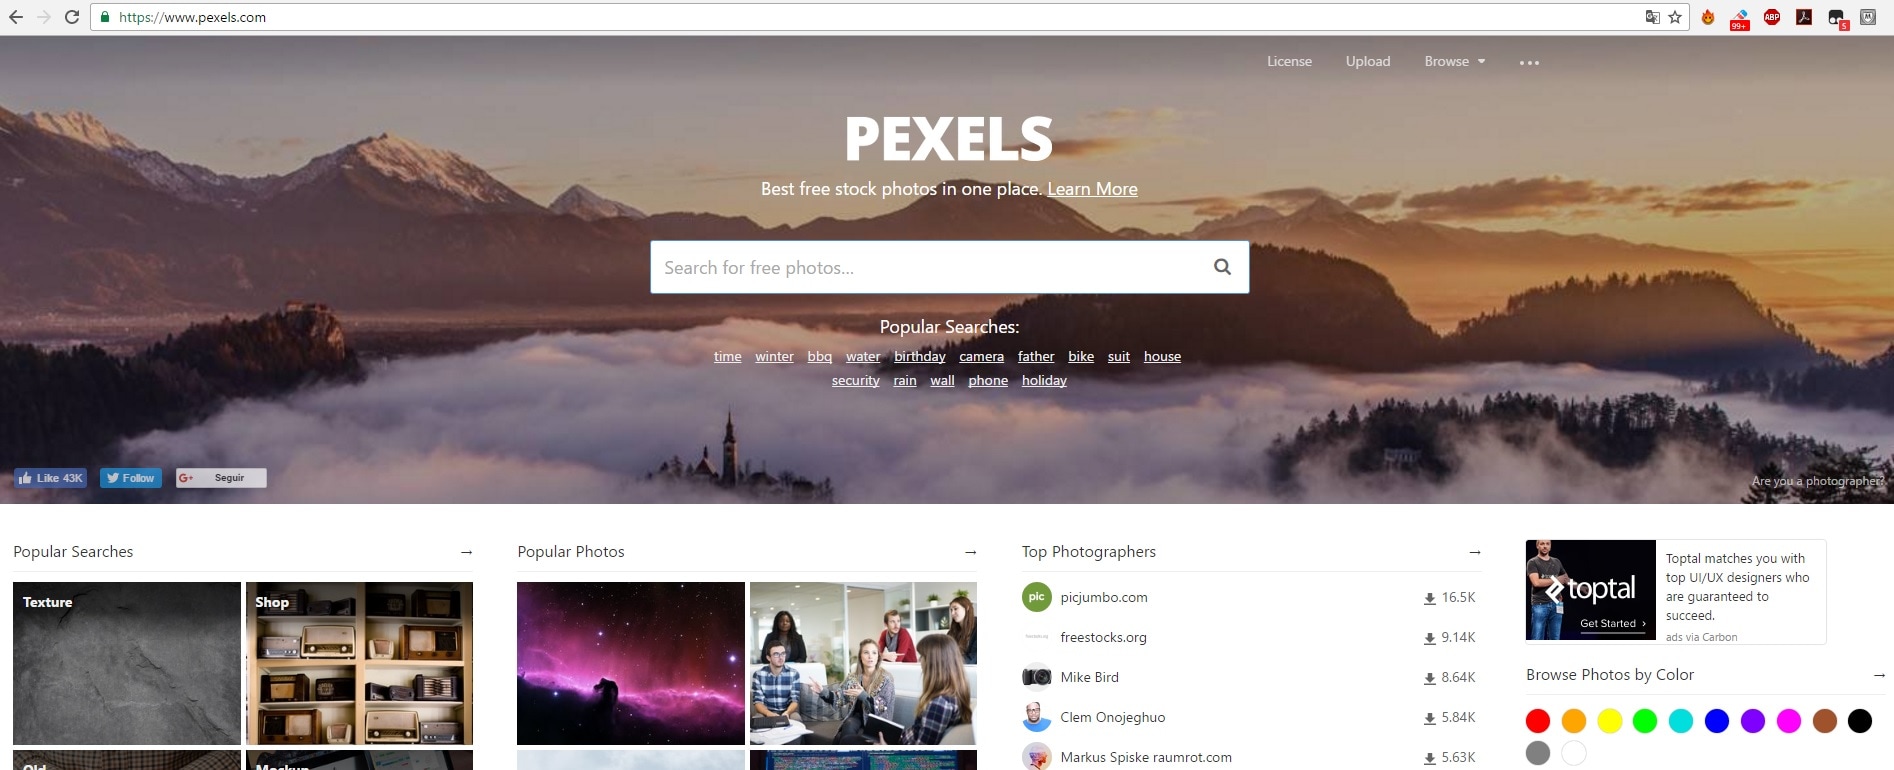 https://www.pexels.com
99+
ABP
5
License Upload Browse
PEXELS
Best free stock photos in one place. Learn More
Search for free photos...
Popular Searches:
time winter bbq water birthday camera father bike suit house
security rain wall phone holiday
Like 43K Follow G+ Seguir
Are you a photographer?
Popular Searches →
Texture
Shop
Old
Mockup
Popular Photos →
Top Photographers →
pic picjumbo.com 16.5K
freestocks.org 9.14K
Mike Bird 8.64K
Clem Onojeghuo 5.84K
Markus Spiske raumrot.com 5.63K
toptal
Get Started ›
Toptal matches you with
top UI/UX designers who
are guaranteed to
succeed.
ads via Carbon
Browse Photos by Color →